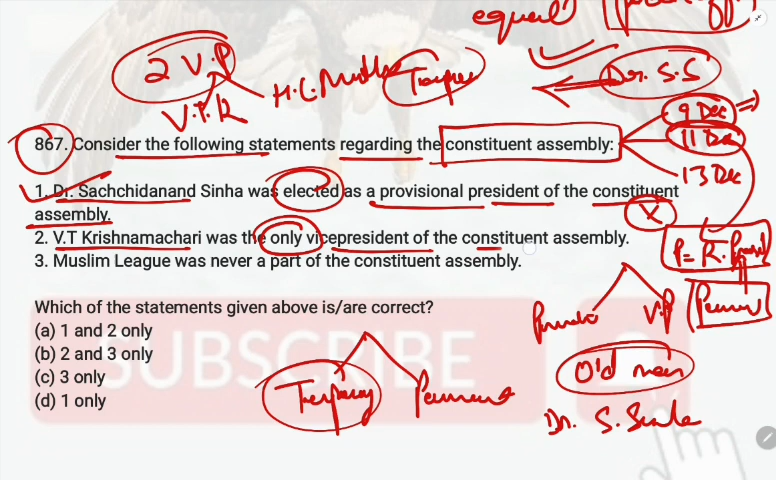 equal
2 V.P
H.C. Mukh
Dr. S.S
V.P.K
9 Dec
867. Consider the following statements regarding the constituent assembly:
11 Dec
13 Dec
1. Dr. Sachchidanand Sinha was elected as a provisional president of the constituent
assembly.
X
2. V.T Krishnamachari was the only vicepresident of the constituent assembly.
3. Muslim League was never a part of the constituent assembly.
V.P
Which of the statements given above is/are correct?
(a) 1 and 2 only
(b) 2 and 3 only
(c) 3 only
(d) 1 only
SUBSCRIBE
Old man
Dr. S. Sinha